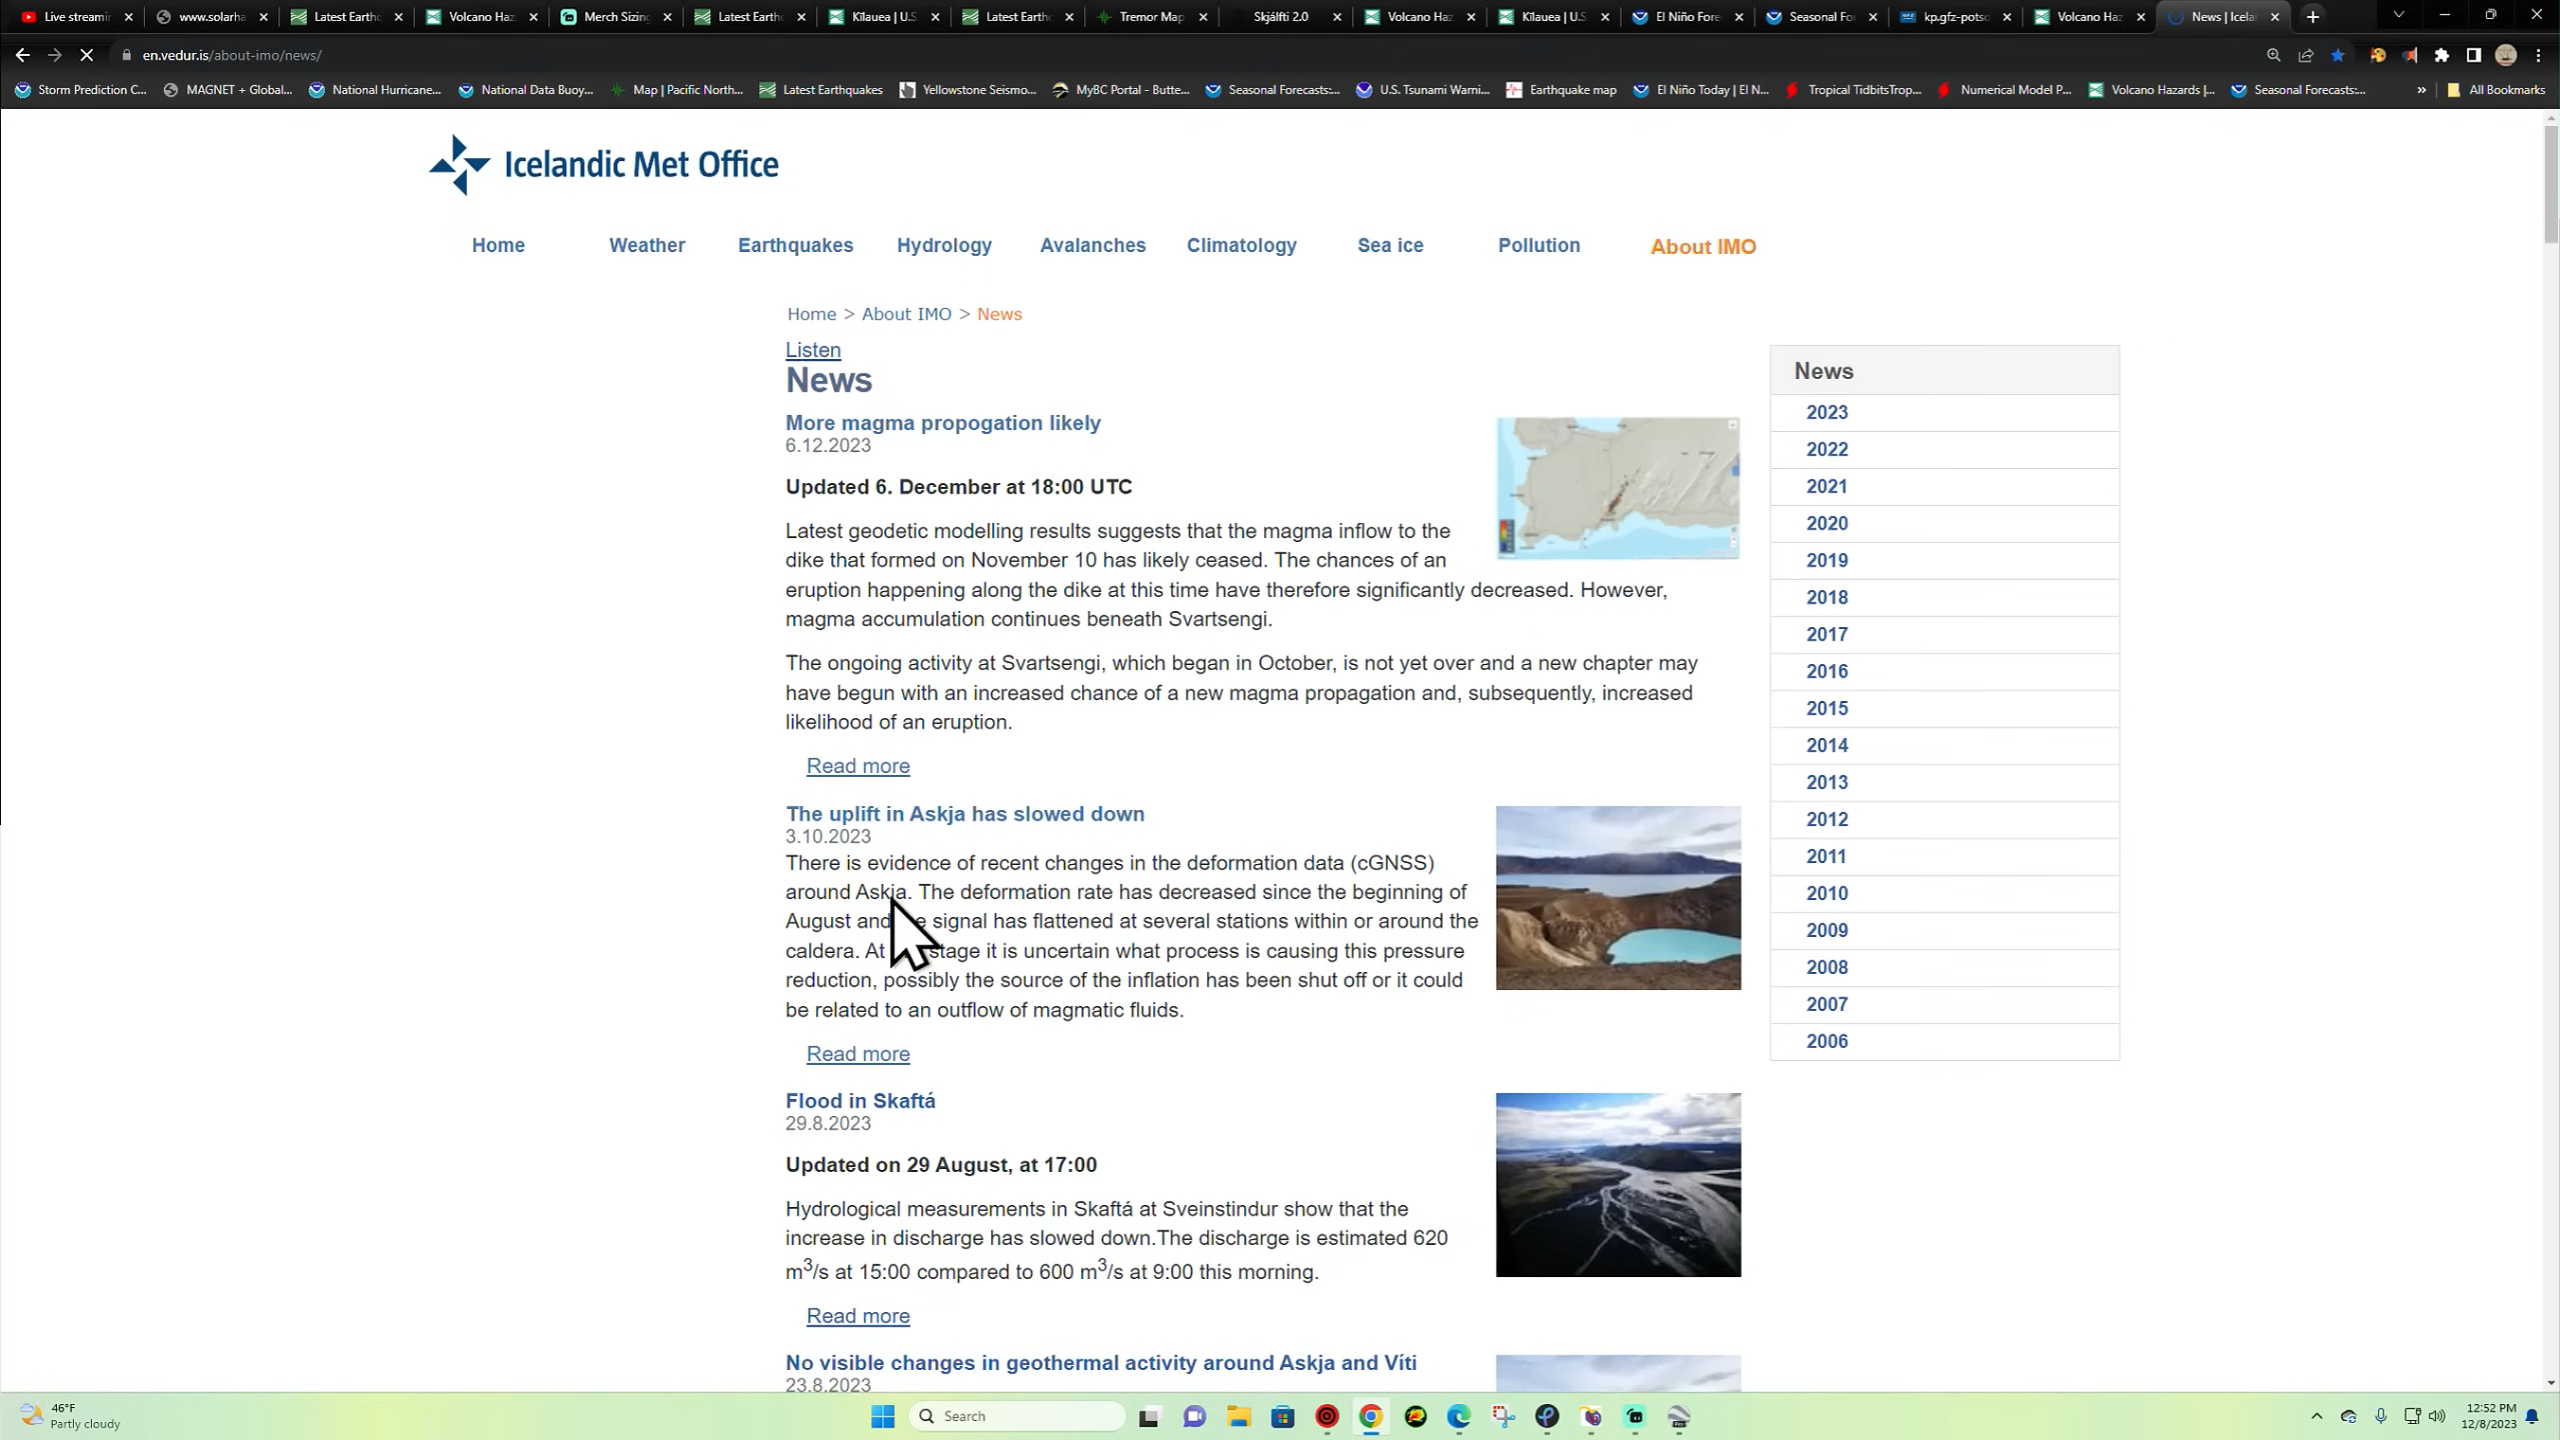 Live streamin
www.solarha
Latest Earth
Volcano Haz
Merch Sizing
Latest Earth
Kīlauea | U.S
Latest Earth
Tremor Map
Skjálfti 2.0
Volcano Haz
Kīlauea | U.S
El Niño Fore
Seasonal Fo
kp.gfz-potsd
Volcano Haz
News | Icela
en.vedur.is/about-imo/news/
Storm Prediction C...
MAGNET + Global...
National Hurricane...
National Data Buoy...
Map | Pacific North...
Latest Earthquakes
Yellowstone Seismo...
MyBC Portal - Butte...
Seasonal Forecasts:...
U.S. Tsunami Warni...
Earthquake map
El Niño Today | El N...
Tropical TidbitsTrop...
Numerical Model P...
Volcano Hazards |...
Seasonal Forecasts:...
»
All Bookmarks
Icelandic Met Office
Home
Weather
Earthquakes
Hydrology
Avalanches
Climatology
Sea ice
Pollution
About IMO
Home > About IMO > News
Listen
News
More magma propogation likely
6.12.2023
Updated 6. December at 18:00 UTC
Latest geodetic modelling results suggests that the magma inflow to the
dike that formed on November 10 has likely ceased. The chances of an
eruption happening along the dike at this time have therefore significantly decreased. However,
magma accumulation continues beneath Svartsengi.
The ongoing activity at Svartsengi, which began in October, is not yet over and a new chapter may
have begun with an increased chance of a new magma propagation and, subsequently, increased
likelihood of an eruption.
Read more
The uplift in Askja has slowed down
3.10.2023
There is evidence of recent changes in the deformation data (cGNSS)
around Askja. The deformation rate has decreased since the beginning of
August and signal has flattened at several stations within or around the
caldera. At stage it is uncertain what process is causing this pressure
reduction, possibly the source of the inflation has been shut off or it could
be related to an outflow of magmatic fluids.
Read more
Flood in Skaftá
29.8.2023
Updated on 29 August, at 17:00
Hydrological measurements in Skaftá at Sveinstindur show that the
increase in discharge has slowed down.The discharge is estimated 620
m³/s at 15:00 compared to 600 m³/s at 9:00 this morning.
Read more
No visible changes in geothermal activity around Askja and Víti
23.8.2023
News
2023
2022
2021
2020
2019
2018
2017
2016
2015
2014
2013
2012
2011
2010
2009
2008
2007
2006
46°F
Partly cloudy
Search
12:52 PM
12/8/2023